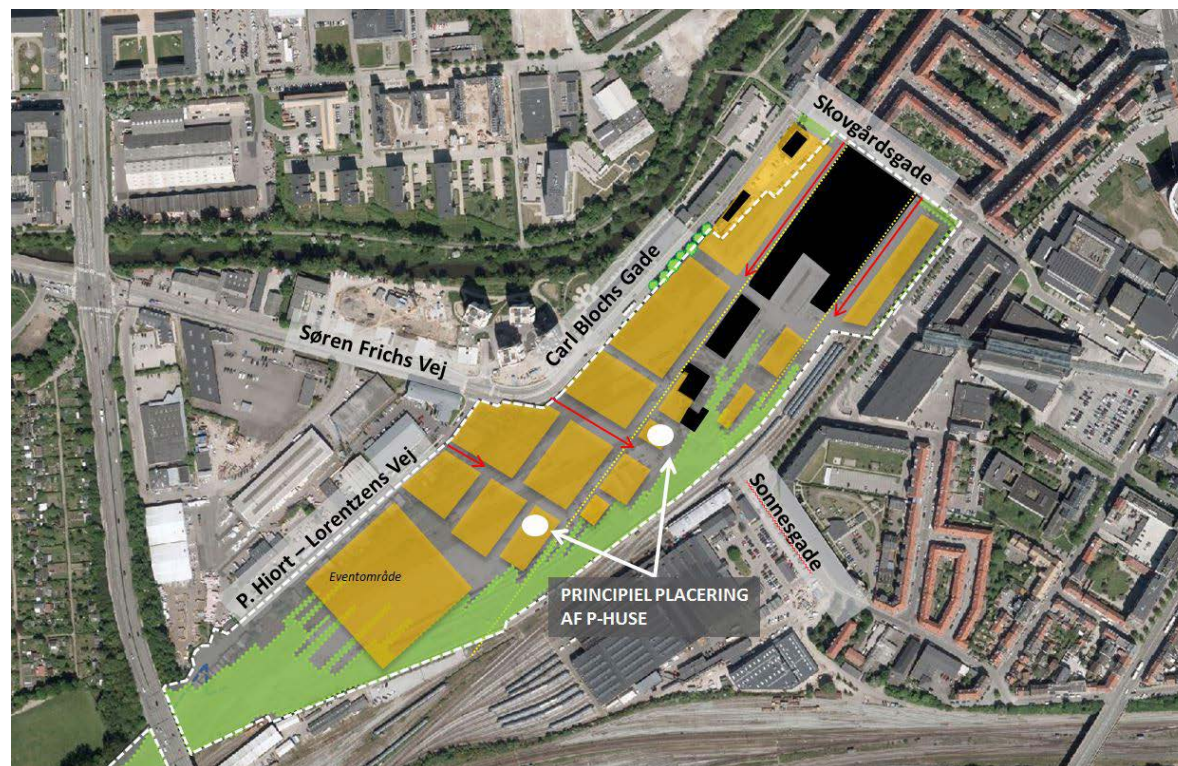 Skovgårdsgade
Carl Blochs Gade
Søren Frichs Vej
P. Hiort – Lorentzens Vej
Sonnesgade
Eventområde
PRINCIPIEL PLACERING
AF P-HUSE